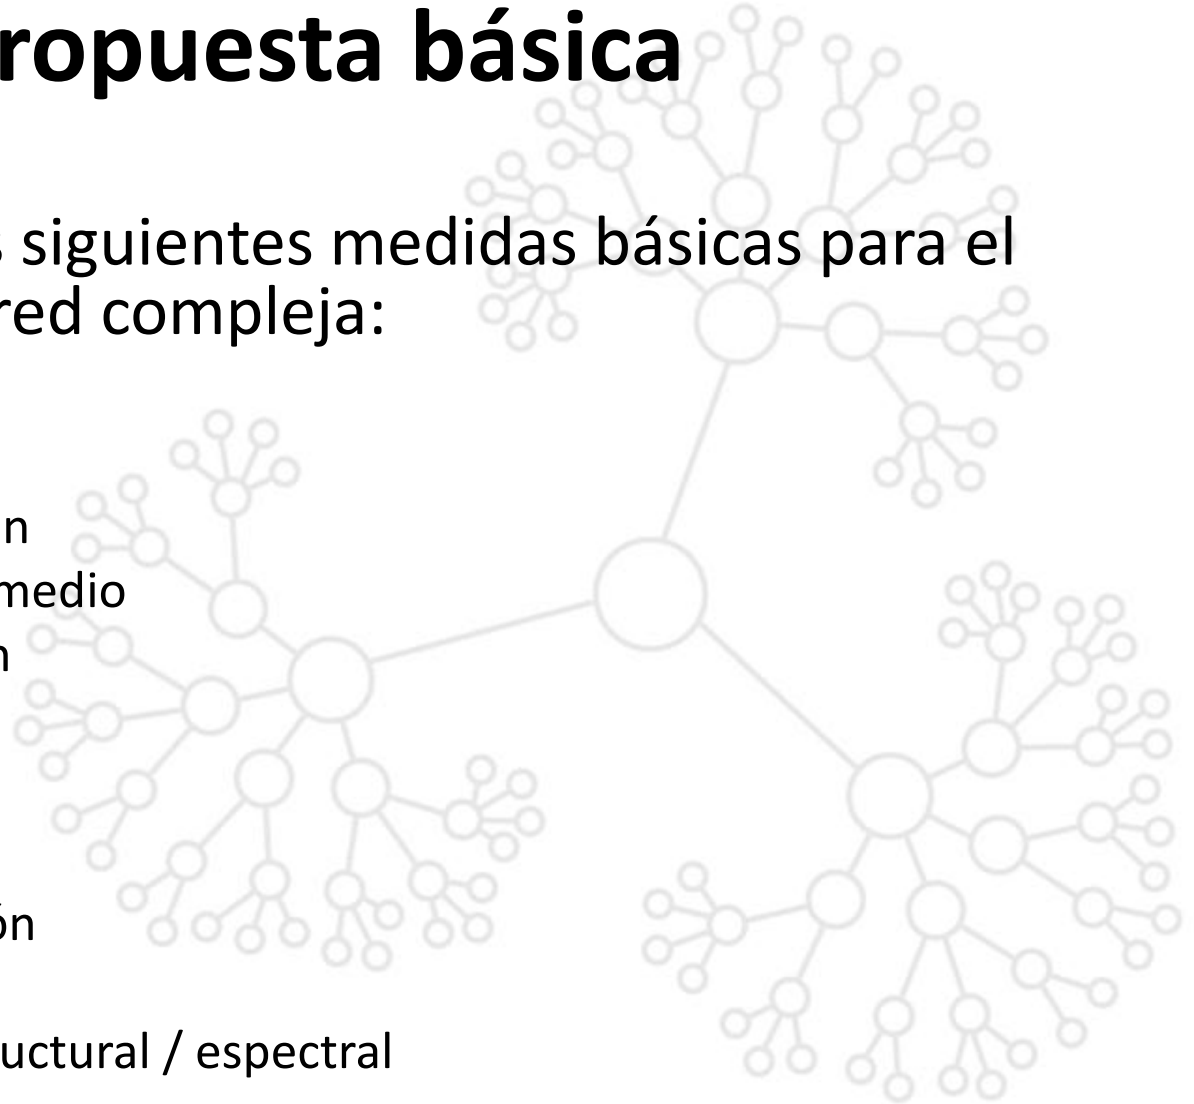 ropuesta básica
s siguientes medidas básicas para el
red compleja:
n
medio
n
ón
uctural / espectral